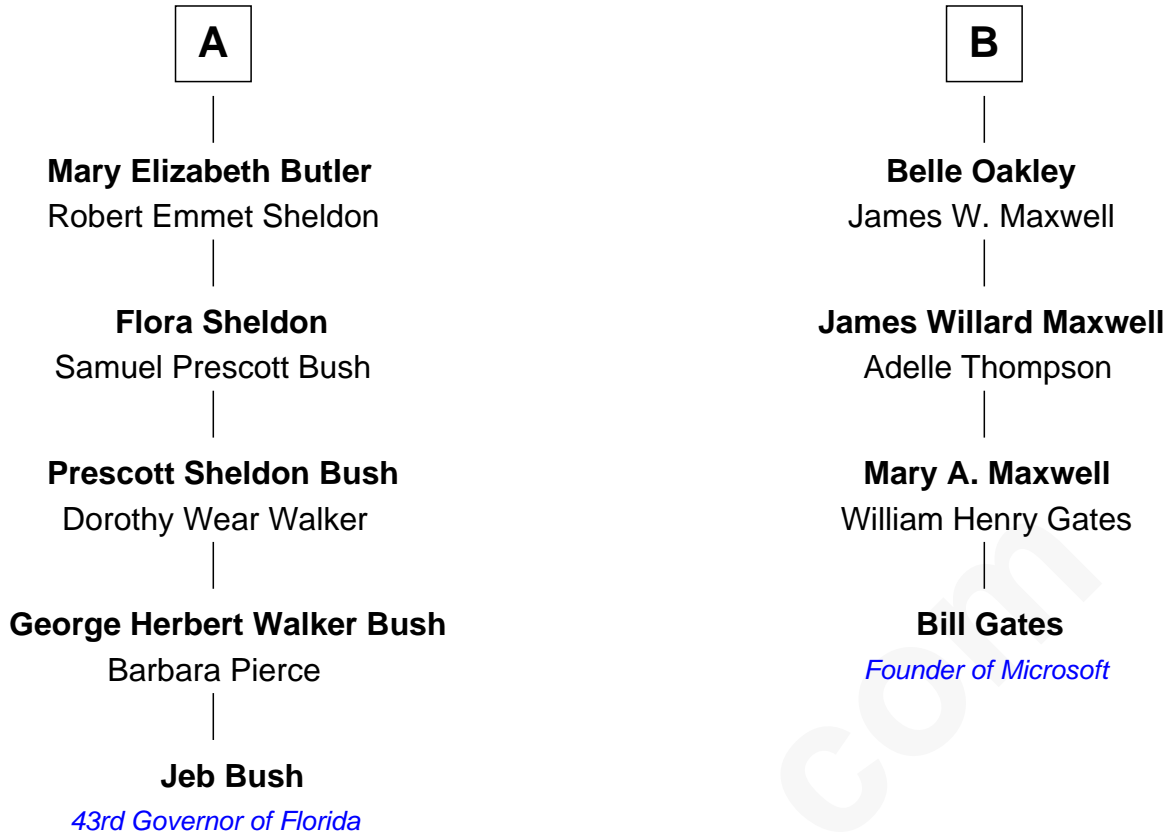 A
Mary Elizabeth Butler
Robert Emmet Sheldon
Flora Sheldon
Samuel Prescott Bush
Prescott Sheldon Bush
Dorothy Wear Walker
George Herbert Walker Bush
Barbara Pierce
Jeb Bush
43rd Governor of Florida
B
Belle Oakley
James W. Maxwell
James Willard Maxwell
Adelle Thompson
Mary A. Maxwell
William Henry Gates
Bill Gates
Founder of Microsoft
com